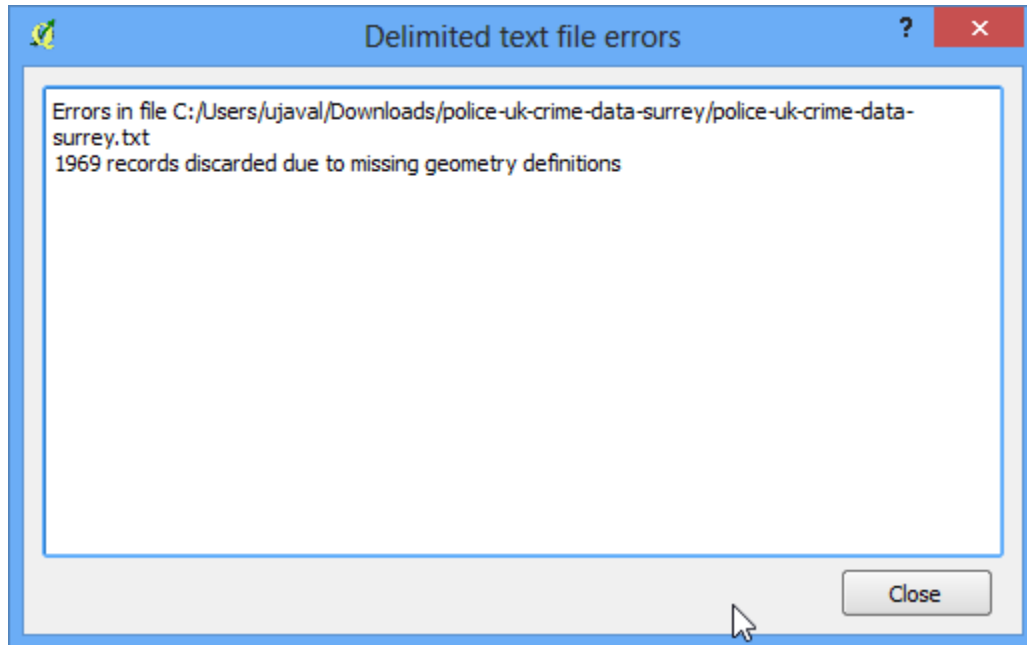 Delimited text file errors
?
×
Errors in file C:/Users/ujaval/Downloads/police-uk-crime-data-surrey/police-uk-crime-data-
surrey.txt
1969 records discarded due to missing geometry definitions
Close